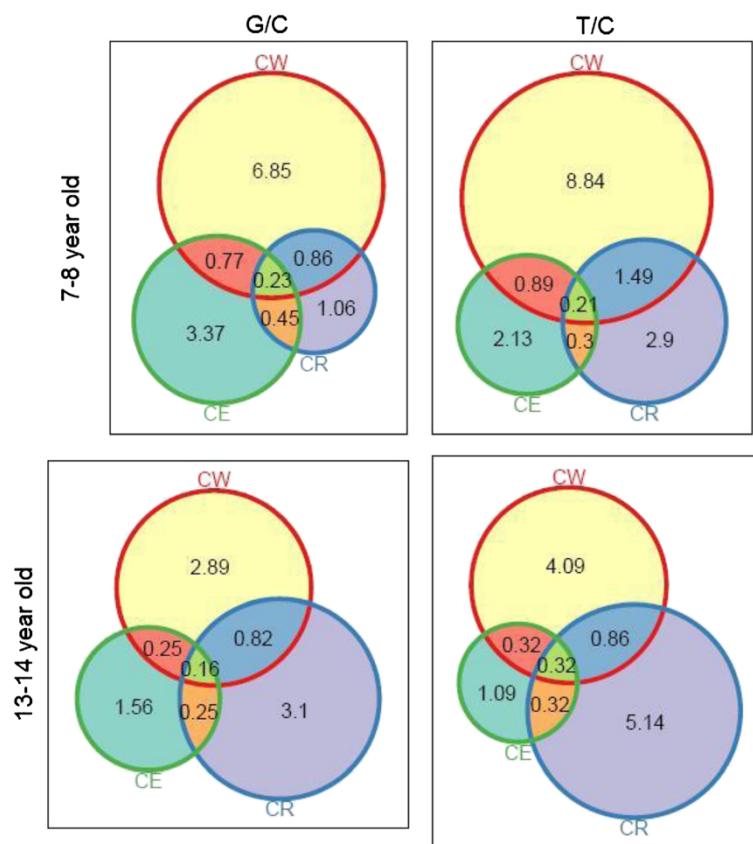 G/C
T/C
7-8 year old
CW
6.85
0.77
0.86
0.23
0.45
1.06
3.37
CR
CE
CW
8.84
0.89
1.49
0.21
2.13
0.3
2.9
CE
CR
13-14 year old
CW
2.89
0.25
0.82
0.16
1.56
0.25
3.1
CE
CR
CW
4.09
0.32
0.86
0.32
1.09
0.32
5.14
CE
CR